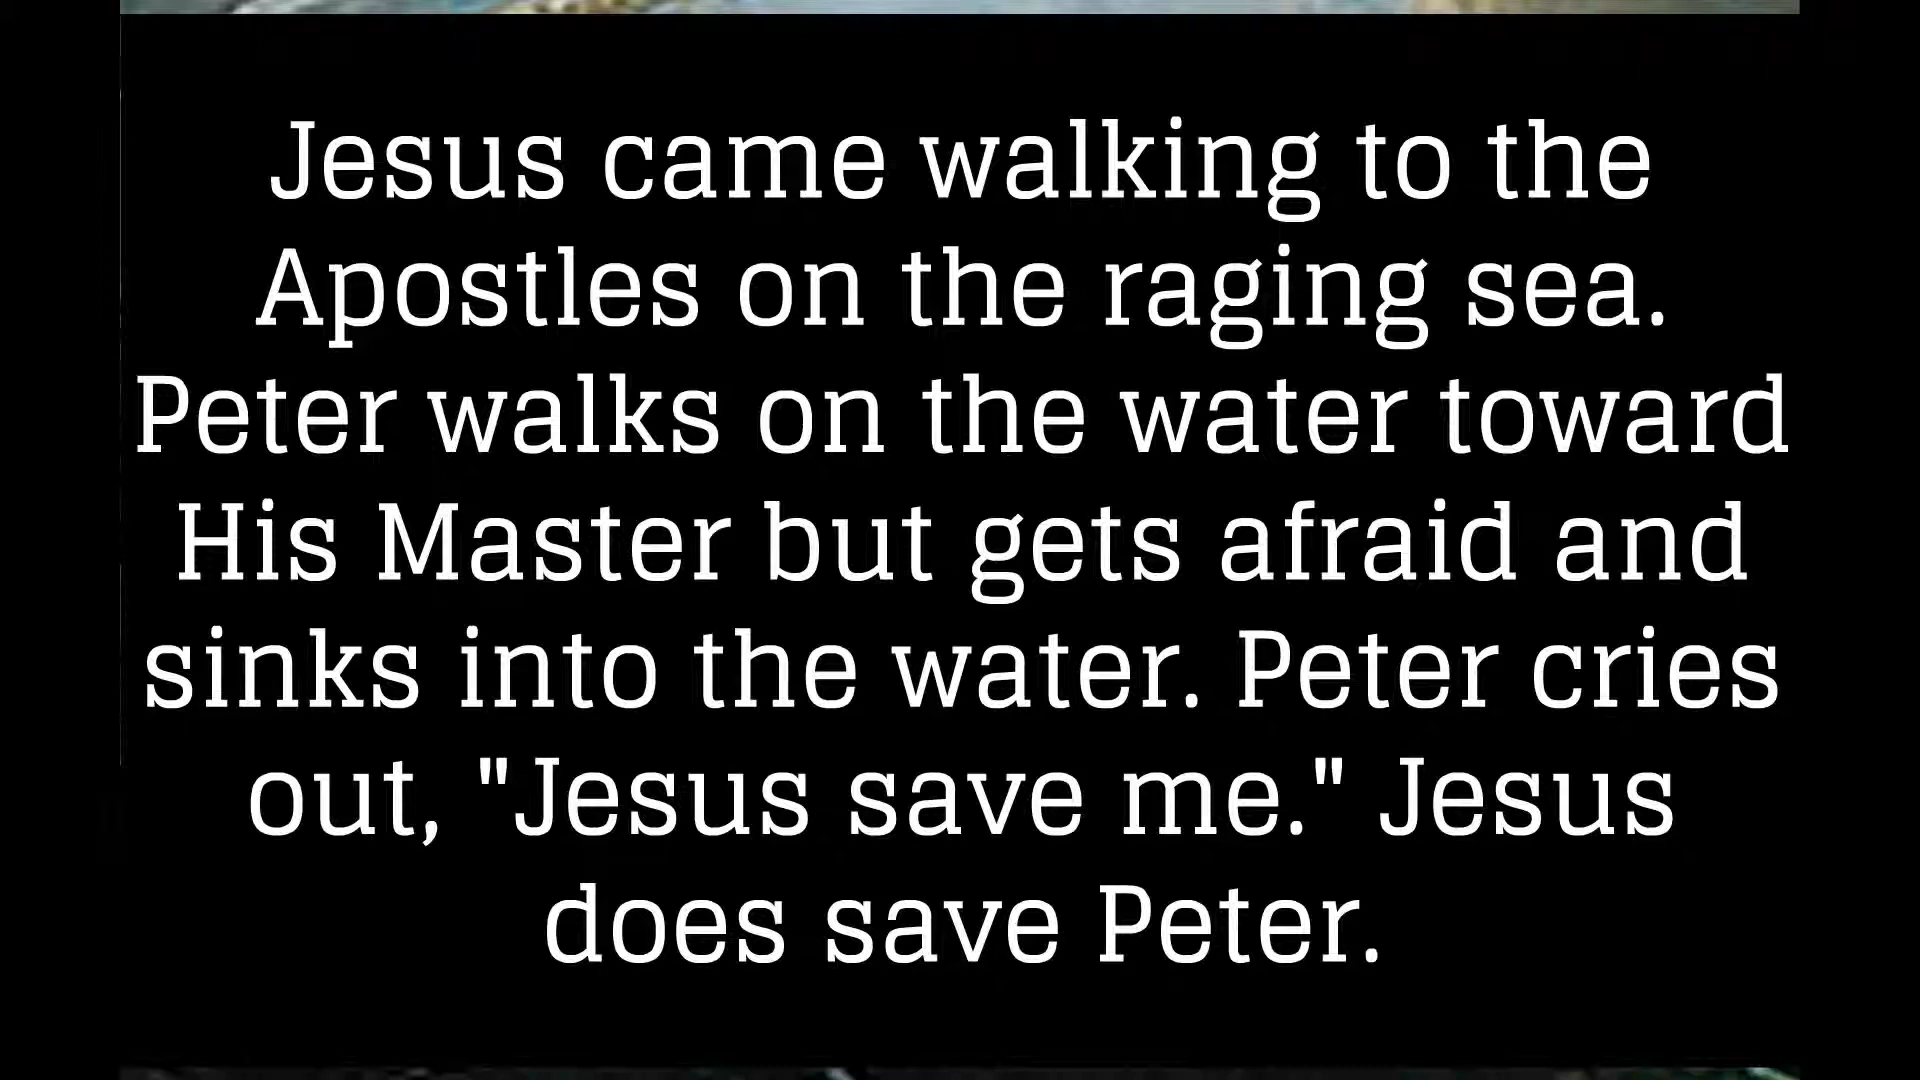 Jesus came walking to the
Apostles on the raging sea.
Peter walks on the water toward
His Master but gets afraid and
sinks into the water. Peter cries
out, "Jesus save me." Jesus
does save Peter.